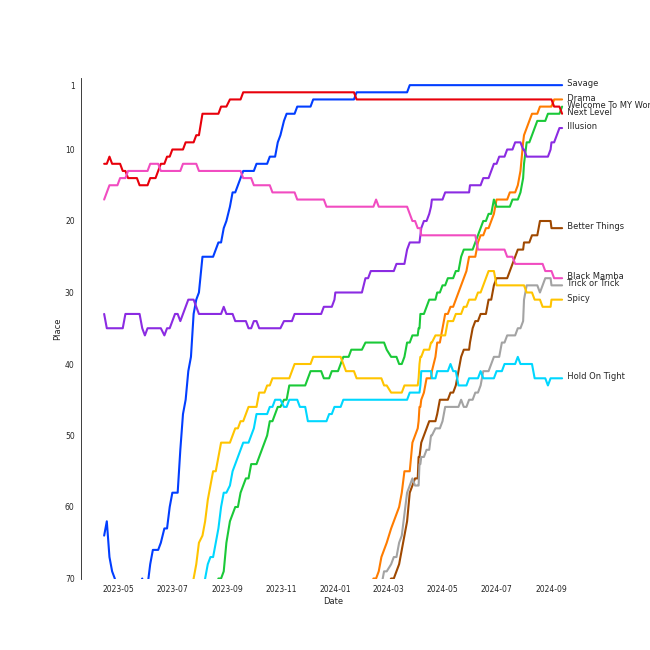 1
10
20
30
40
50
60
70
Place
2023-05
2023-07
2023-09
2023-11
2024-01
2024-03
2024-05
2024-07
2024-09
Date
Savage
Drama
Welcome To MY Wor
Next Level
Illusion
Better Things
Black Mamba
Trick or Trick
Spicy
Hold On Tight